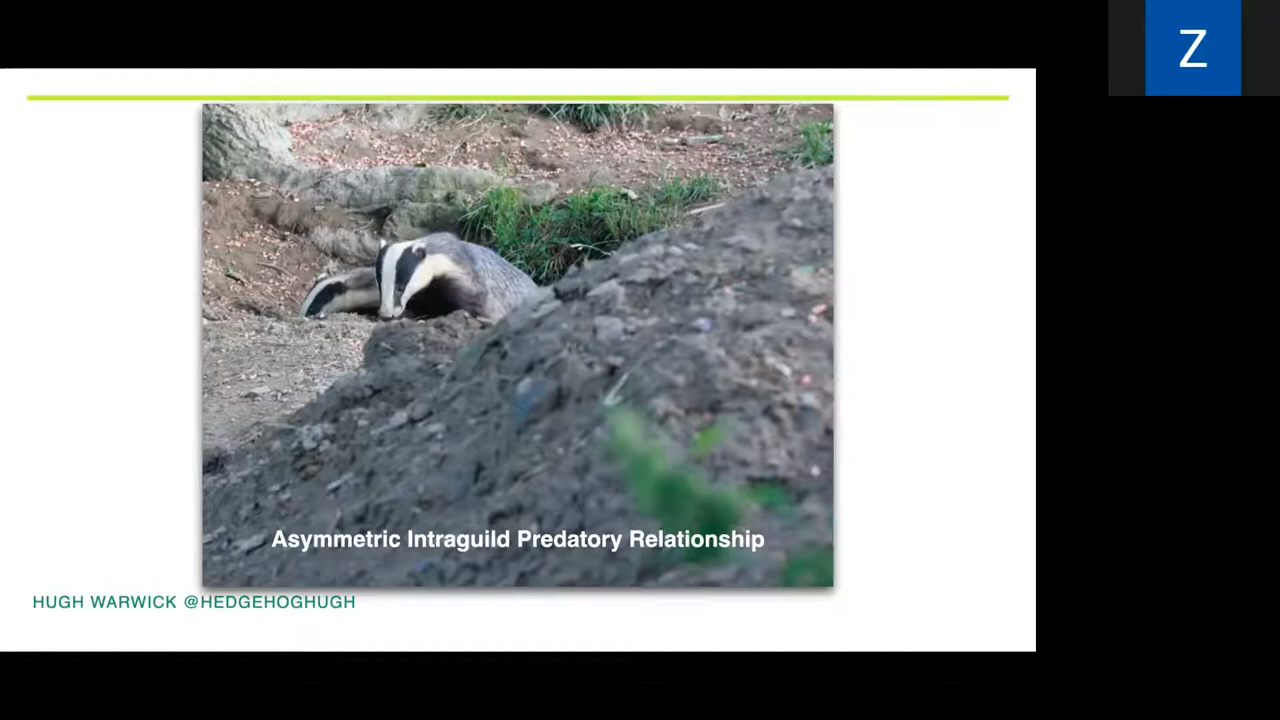 Z
Asymmetric Intraguild Predatory Relationship
HUGH WARWICK @HEDGEHOGHUGH